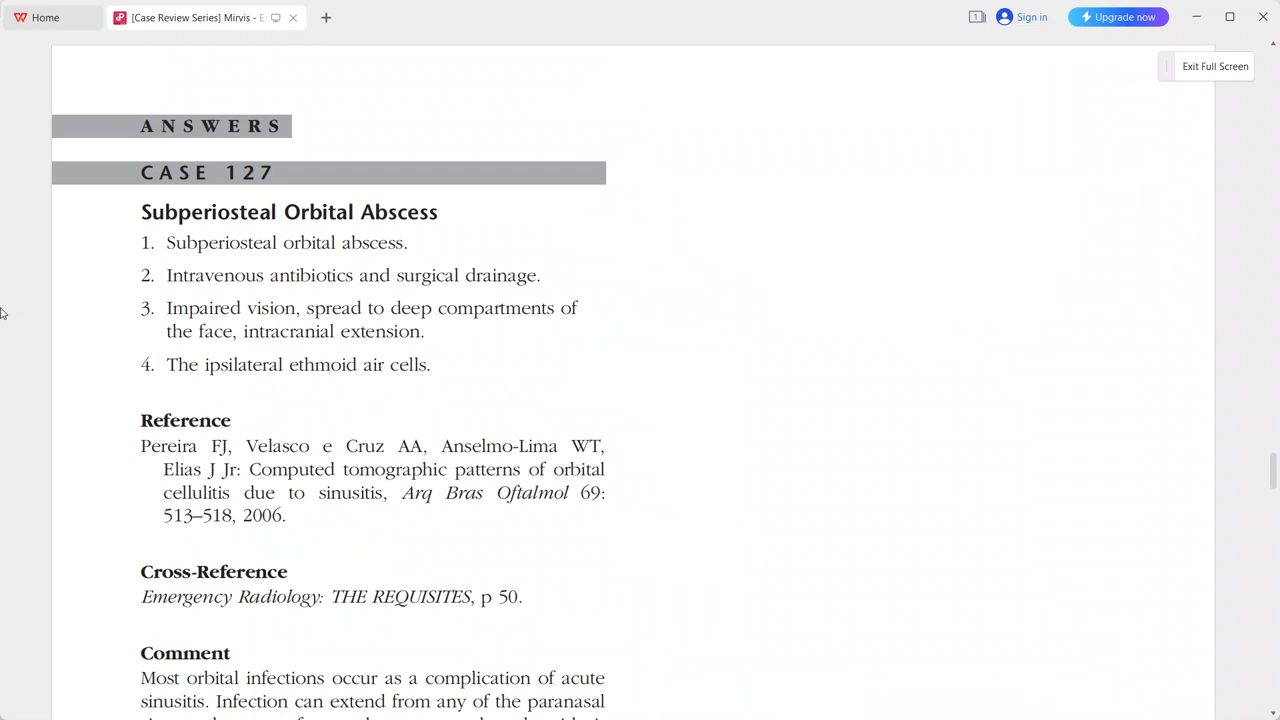 Home
[Case Review Series] Mirvis - E
1
Sign in
Upgrade now
Exit Full Screen
ANSWERS
CASE 127
Subperiosteal Orbital Abscess
1. Subperiosteal orbital abscess.
2. Intravenous antibiotics and surgical drainage.
3. Impaired vision, spread to deep compartments of
the face, intracranial extension.
4. The ipsilateral ethmoid air cells.
Reference
Pereira FJ, Velasco e Cruz AA, Anselmo-Lima WT,
Elias J Jr: Computed tomographic patterns of orbital
cellulitis due to sinusitis, Arq Bras Oftalmol 69:
513–518, 2006.
Cross-Reference
Emergency Radiology: THE REQUISITES, p 50.
Comment
Most orbital infections occur as a complication of acute
sinusitis. Infection can extend from any of the paranasal